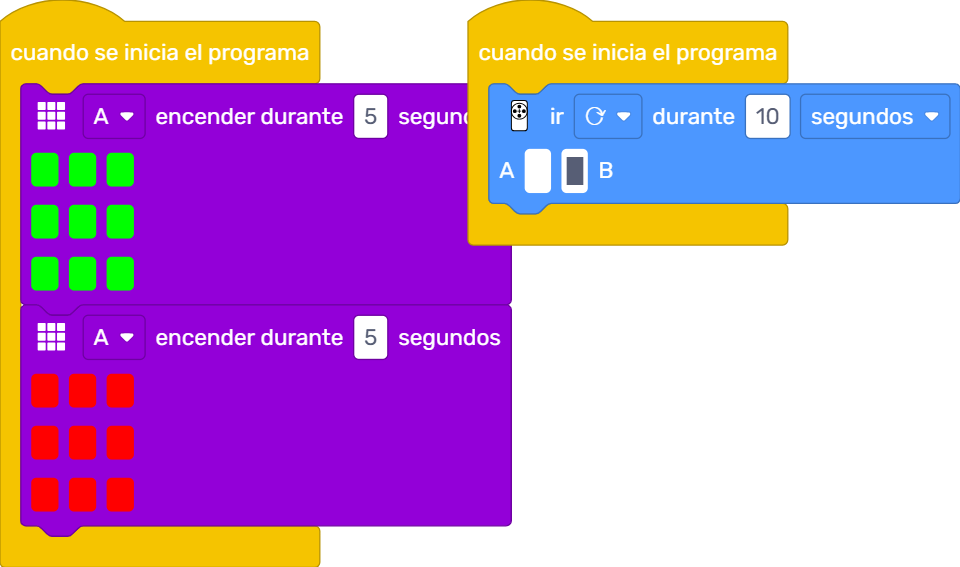 cuando se inicia el programa
A encender durante 5 segun
A encender durante 5 segundos
cuando se inicia el programa
ir durante 10 segundos
A B